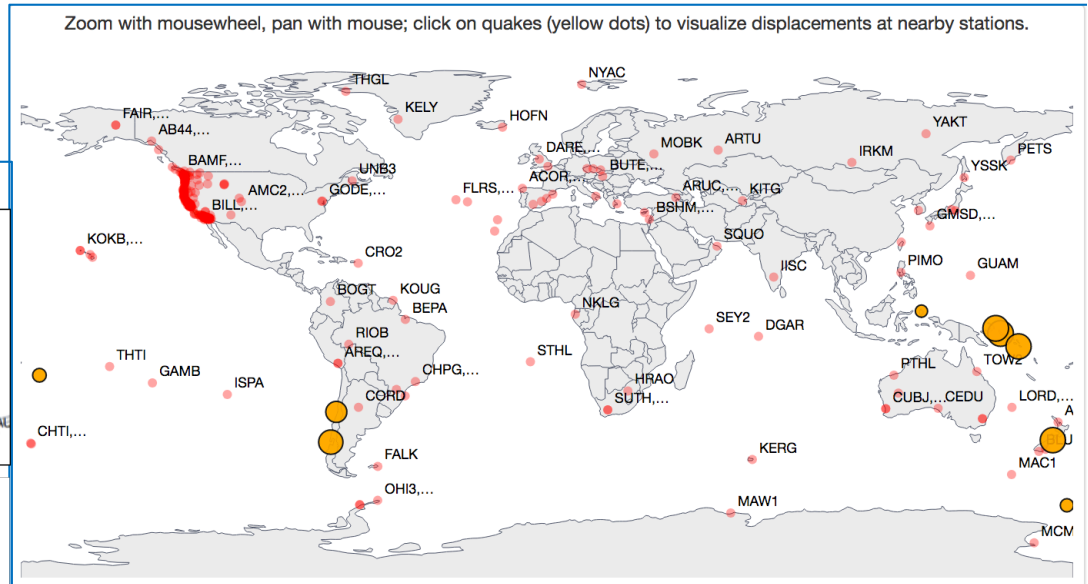 Zoom with mousewheel, pan with mouse; click on quakes (yellow dots) to visualize displacements at nearby stations.
NYAC
THGL
KELY
HOFN
FAIR,...
AB44,...
YAKT
DARE,...
MOBK
ARTU
BAMF,...
UNB3
ACOR,...
BUTE,...
IRKM
PETS
YSSK
AMC2,...
GODE,...
FLRS,...
ARUC,...
KITG
BILL,...
BSHM,...
GMSD,...
KOKB,...
SQUO
CRO2
IISC
PIMO
GUAM
BOGT
KOUG
BEPA
NKLG
SEY2
DGAR
RIOB
THTI
AREQ,...
STHL
PTHL
TOW2
GAMB
ISPA
CHPG,...
HRAO
CORD
SUTH,...
CUBJ,...
CEDU
LORD,...
A
CHTI,...
FALK
KERG
MAC1
OHI3,...
MAW1
MCM